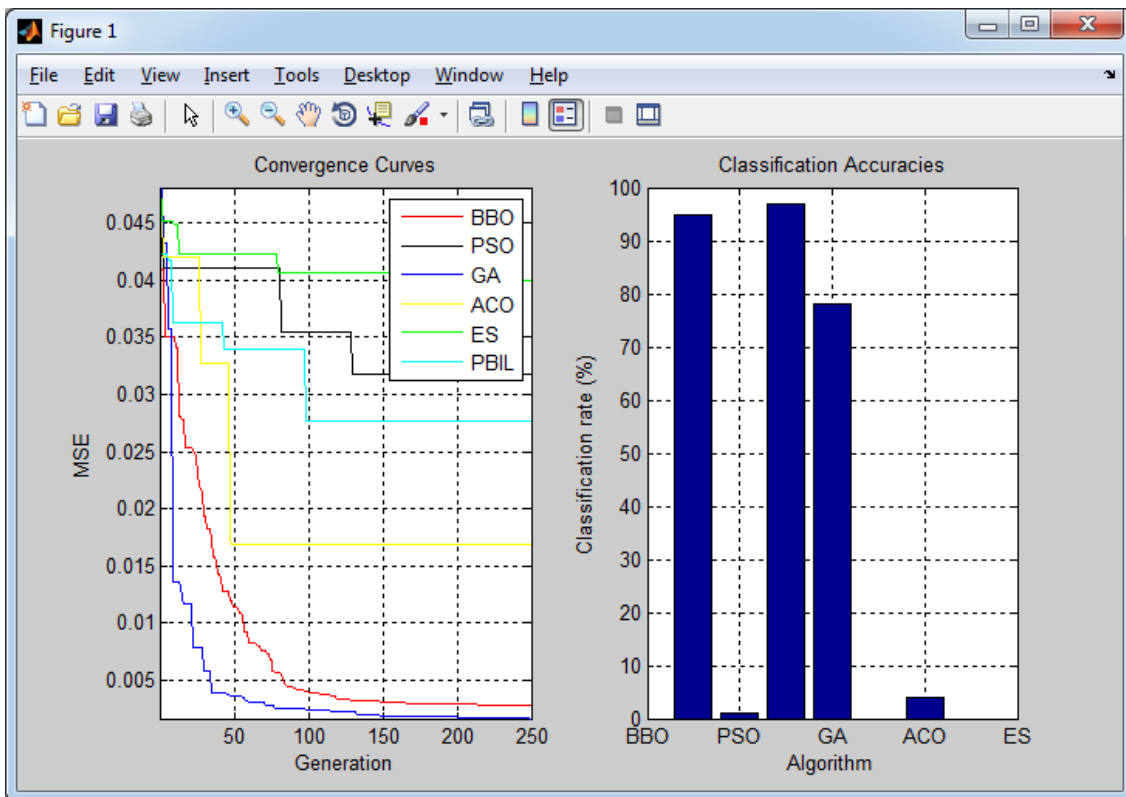 Figure 1
File Edit View Insert Tools Desktop Window Help
Convergence Curves
MSE
0.045
0.04
0.035
0.03
0.025
0.02
0.015
0.01
0.005
50 100 150 200 250
Generation
BBO
PSO
GA
ACO
ES
PBIL
Classification Accuracies
Classification rate (%)
100
90
80
70
60
50
40
30
20
10
0
BBO PSO GA ACO ES
Algorithm